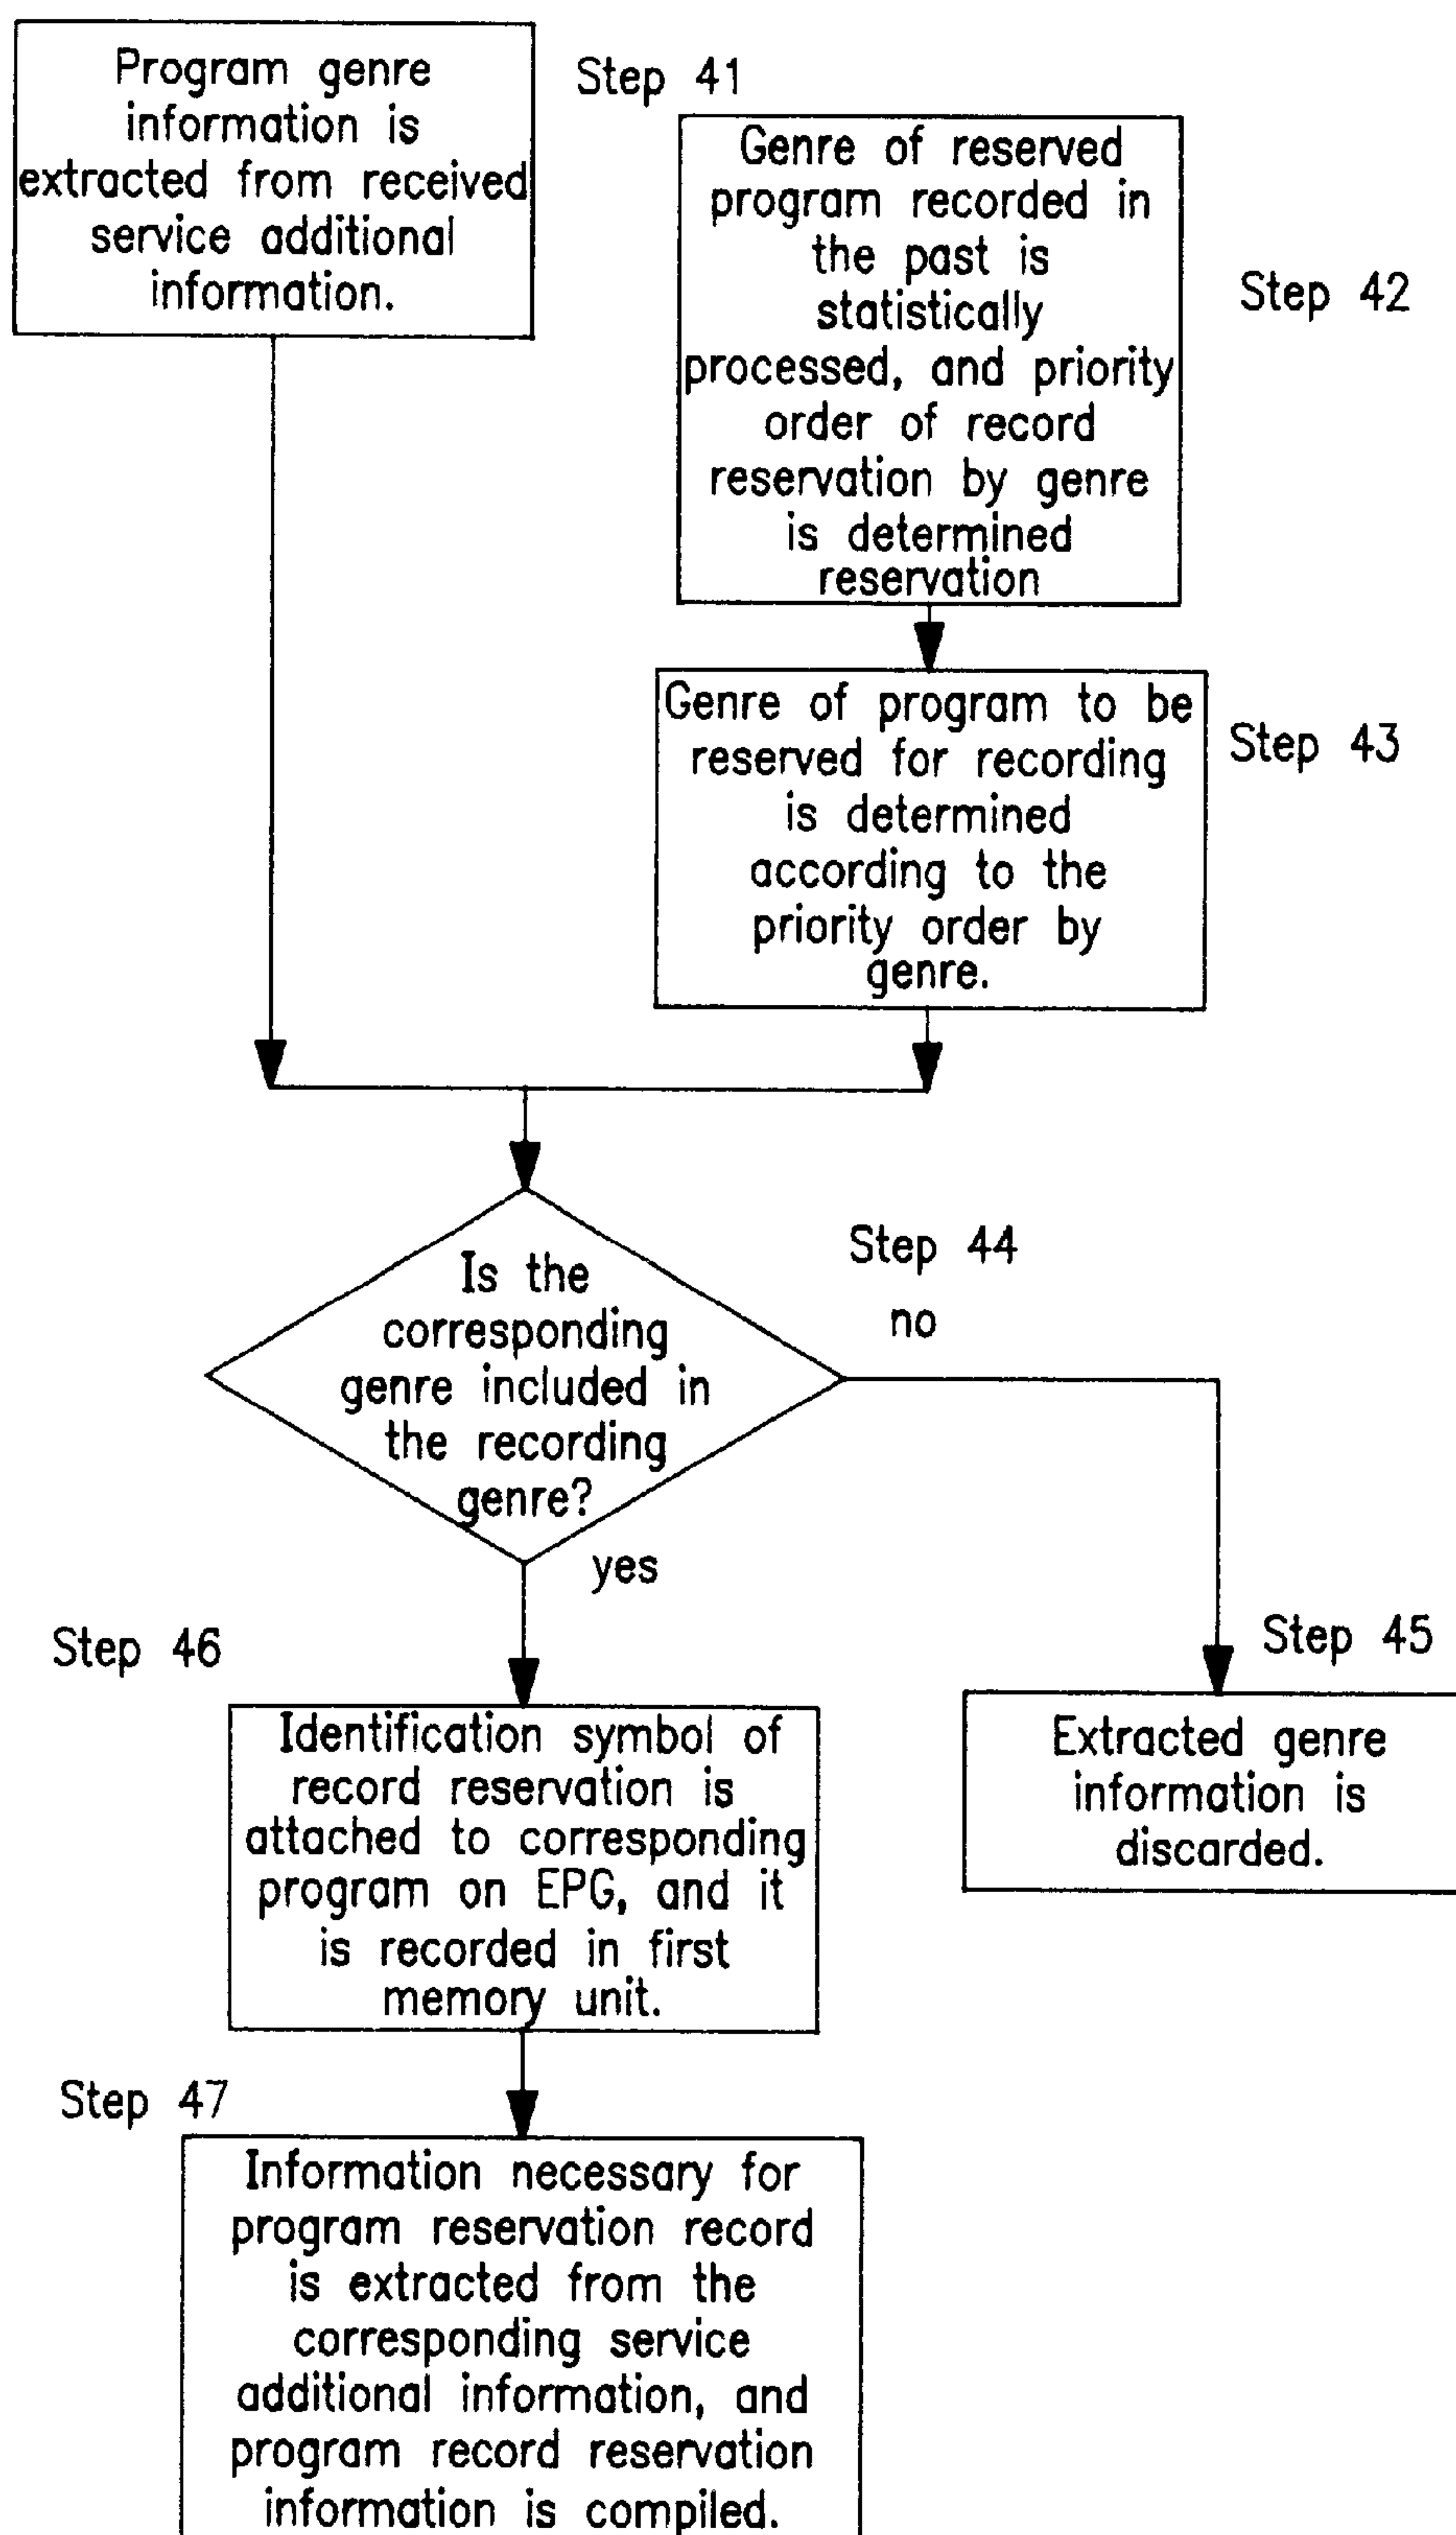 Program genre
information is
extracted from received
service additional
information.
Step 41
Genre of reserved
program recorded in
the past is
statistically
processed, and priority
order of record
reservation by genre
is determined
reservation
Step 42
Genre of program to be
reserved for recording
is determined
according to the
priority order by
genre.
Step 43
Is the
corresponding
genre included in
the recording
genre?
Step 44
no
yes
Step 46
Identification symbol of
record reservation is
attached to corresponding
program on EPG, and it
is recorded in first
memory unit.
Step 45
Extracted genre
information is
discarded.
Step 47
Information necessary for
program reservation record
is extracted from the
corresponding service
additional information, and
program record reservation
information is compiled.